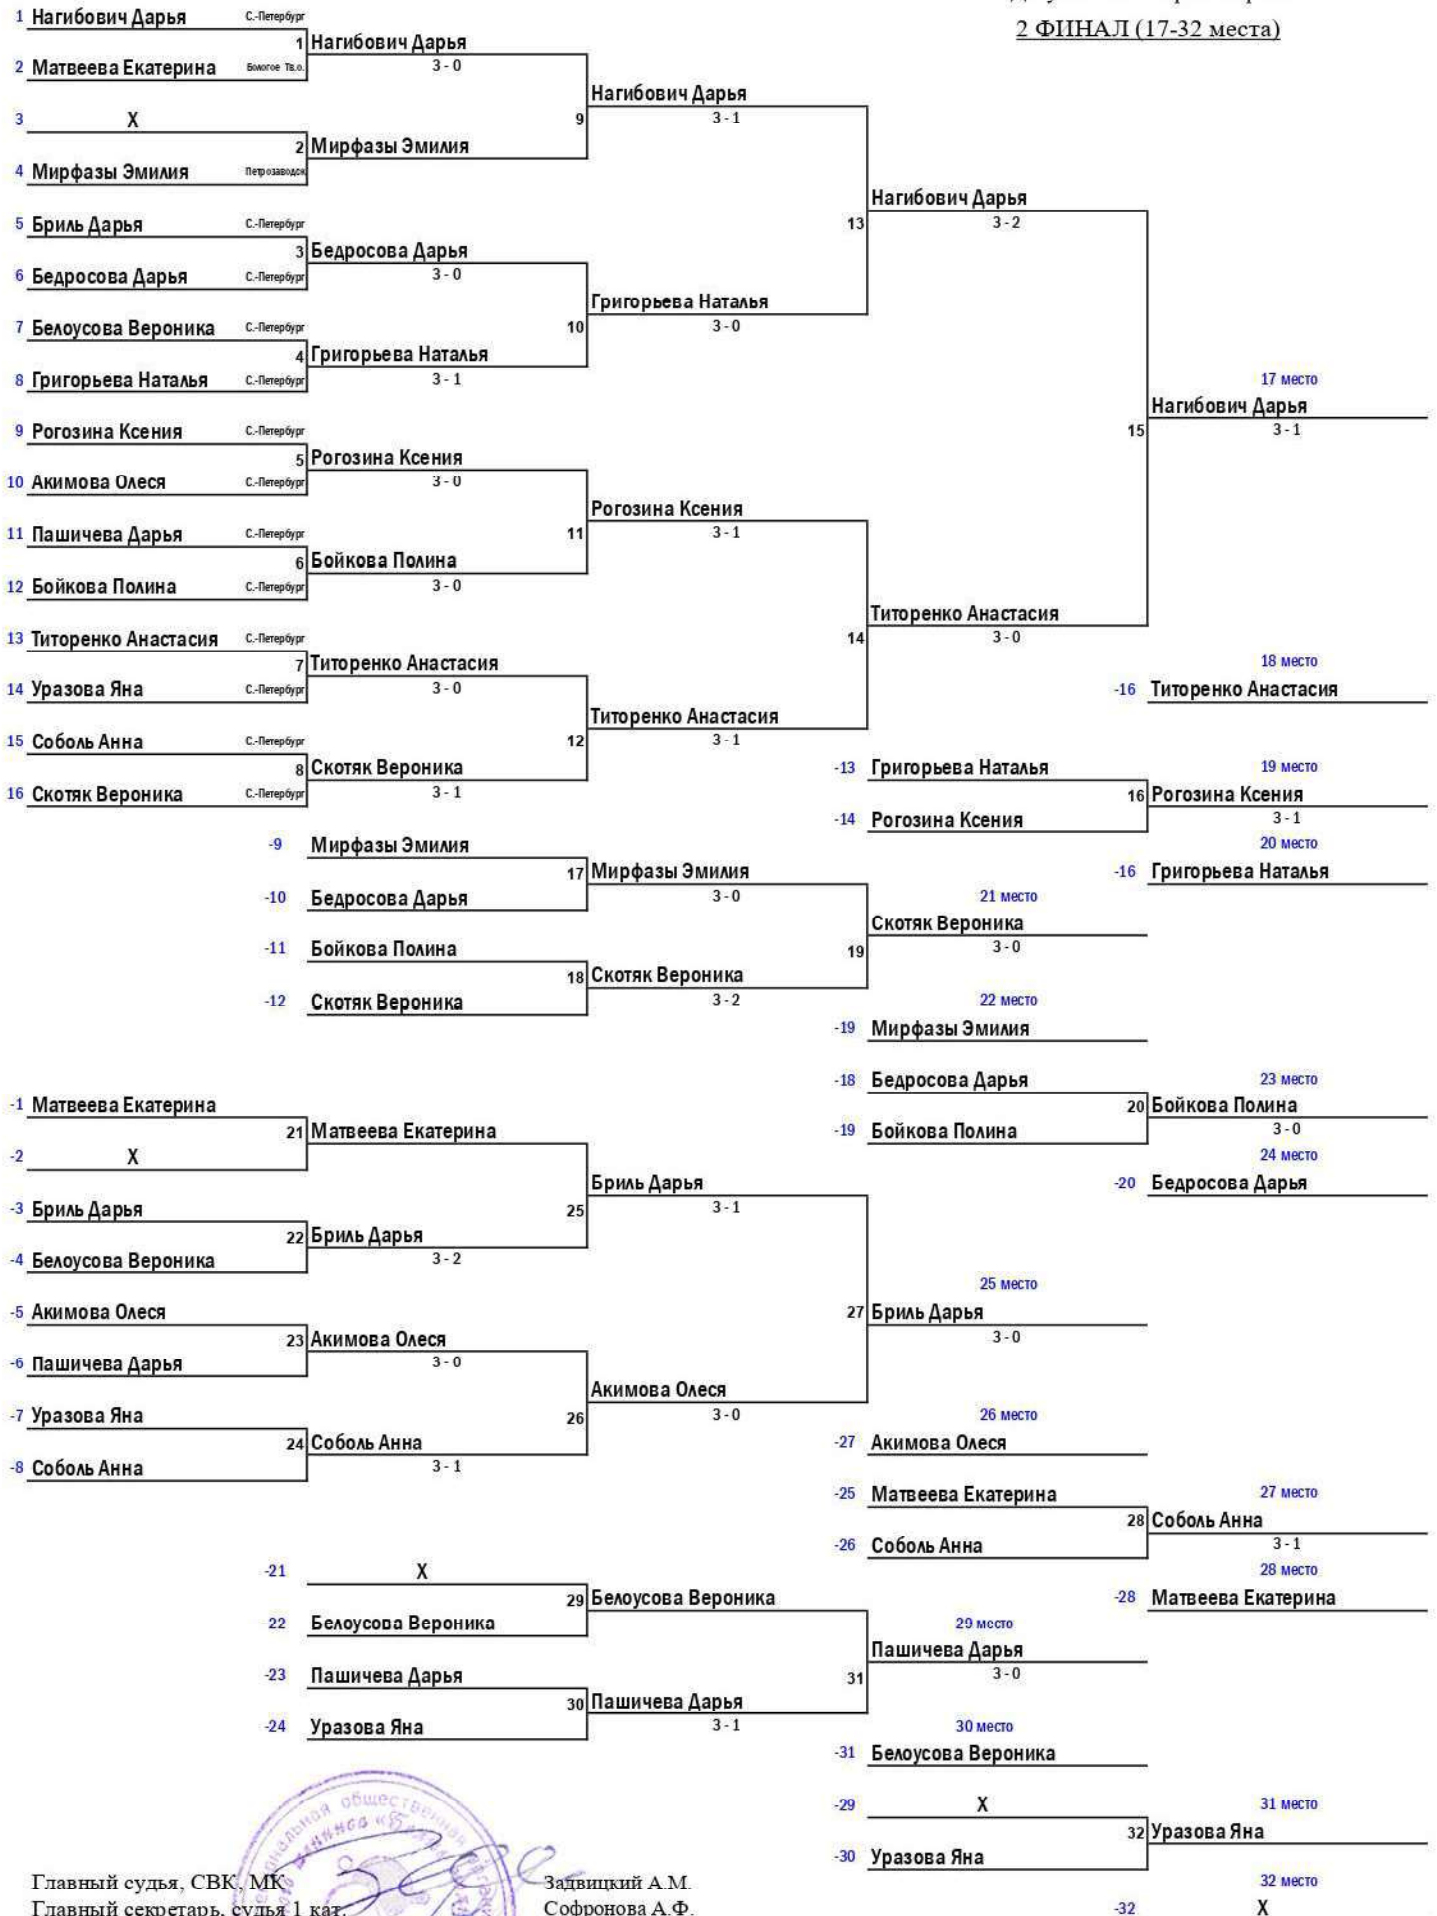 2 ФИНАЛ (17-32 места)
1 Нагибович Дарья С.-Петербург
1 Нагибович Дарья
3 - 0
2 Матвеева Екатерина Бологое Тв.о.
Нагибович Дарья
3 - 1
3 X
9
2 Мирфазы Эмилия
4 Мирфазы Эмилия Петрозаводск
Нагибович Дарья
3 - 2
5 Бриль Дарья С.-Петербург
13
3 Бедросова Дарья
3 - 0
6 Бедросова Дарья С.-Петербург
Григорьева Наталья
3 - 0
7 Белоусова Вероника С.-Петербург
10
4 Григорьева Наталья
3 - 1
8 Григорьева Наталья С.-Петербург
17 место
Нагибович Дарья
3 - 1
9 Рогозина Ксения С.-Петербург
15
5 Рогозина Ксения
3 - 0
10 Акимова Олеся С.-Петербург
Рогозина Ксения
3 - 1
11 Пашичева Дарья С.-Петербург
11
6 Бойкова Полина
3 - 0
12 Бойкова Полина С.-Петербург
Титоренко Анастасия
3 - 0
13 Титоренко Анастасия С.-Петербург
14
7 Титоренко Анастасия
3 - 0
18 место
14 Уразова Яна С.-Петербург
-16 Титоренко Анастасия
Титоренко Анастасия
3 - 1
15 Соболь Анна С.-Петербург
12
8 Скотяк Вероника
3 - 1
-13 Григорьева Наталья
19 место
16 Скотяк Вероника С.-Петербург
16 Рогозина Ксения
3 - 1
-14 Рогозина Ксения
-9 Мирфазы Эмилия
20 место
17 Мирфазы Эмилия
3 - 0
-16 Григорьева Наталья
-10 Бедросова Дарья
21 место
Скотяк Вероника
3 - 0
-11 Бойкова Полина
19
18 Скотяк Вероника
3 - 2
-12 Скотяк Вероника
22 место
-19 Мирфазы Эмилия
-18 Бедросова Дарья
23 место
-1 Матвеева Екатерина
20 Бойкова Полина
3 - 0
21 Матвеева Екатерина
-19 Бойкова Полина
-2 X
24 место
Бриль Дарья
3 - 1
-20 Бедросова Дарья
-3 Бриль Дарья
25
22 Бриль Дарья
3 - 2
-4 Белоусова Вероника
25 место
-5 Акимова Олеся
27 Бриль Дарья
3 - 0
23 Акимова Олеся
3 - 0
-6 Пашичева Дарья
Акимова Олеся
3 - 0
-7 Уразова Яна
26
26 место
24 Соболь Анна
3 - 1
-27 Акимова Олеся
-8 Соболь Анна
-25 Матвеева Екатерина
27 место
28 Соболь Анна
3 - 1
-26 Соболь Анна
-21 X
28 место
29 Белоусова Вероника
-28 Матвеева Екатерина
22 Белоусова Вероника
29 место
Пашичева Дарья
3 - 0
-23 Пашичева Дарья
31
30 Пашичева Дарья
3 - 1
-24 Уразова Яна
30 место
-31 Белоусова Вероника
-29 X
31 место
32 Уразова Яна
-30 Уразова Яна
Главный судья, СВК, МК Задвицкий А.М.
32 место
Главный секретарь, судья 1 кат. Софронова А.Ф.
-32 X